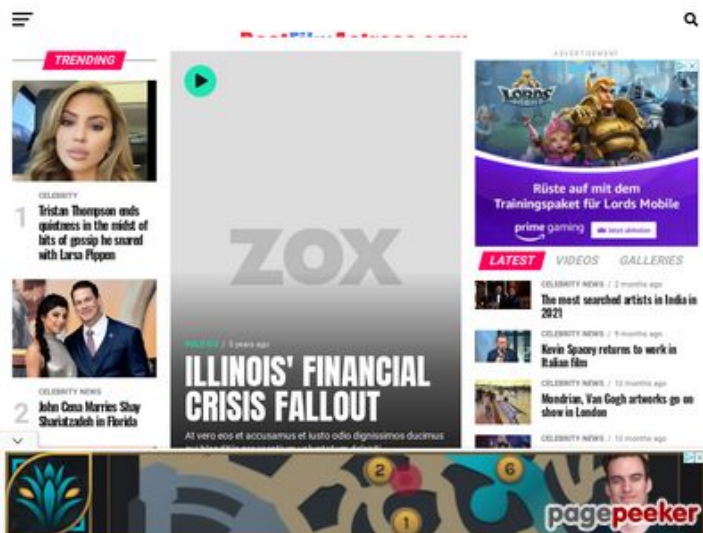 TRENDING
CELEBRITY
1
Tristan Thompson ends
quietness in the midst of
bits of gossip he snared
with Larsa Pippen
CELEBRITY NEWS
2
John Cena Marries Shay
Shariatzadeh in Florida
ZOX
POLITICS / 5 years ago
ILLINOIS' FINANCIAL
CRISIS FALLOUT
At vero eos et accusamus et iusto odio dignissimos ducimus
ADVERTISEMENT
LORDS
MOBILE
Rüste auf mit dem
Trainingspaket für Lords Mobile
prime gaming
Jetzt abholen
LATEST VIDEOS GALLERIES
CELEBRITY NEWS / 2 months ago
The most searched artists in India in
2021
CELEBRITY NEWS / 9 months ago
Kevin Spacey returns to work in
Italian film
CELEBRITY NEWS / 10 months ago
Mondrian, Van Gogh artworks go on
show in London
CELEBRITY NEWS / 10 months ago
2
6
1
pagepeeker